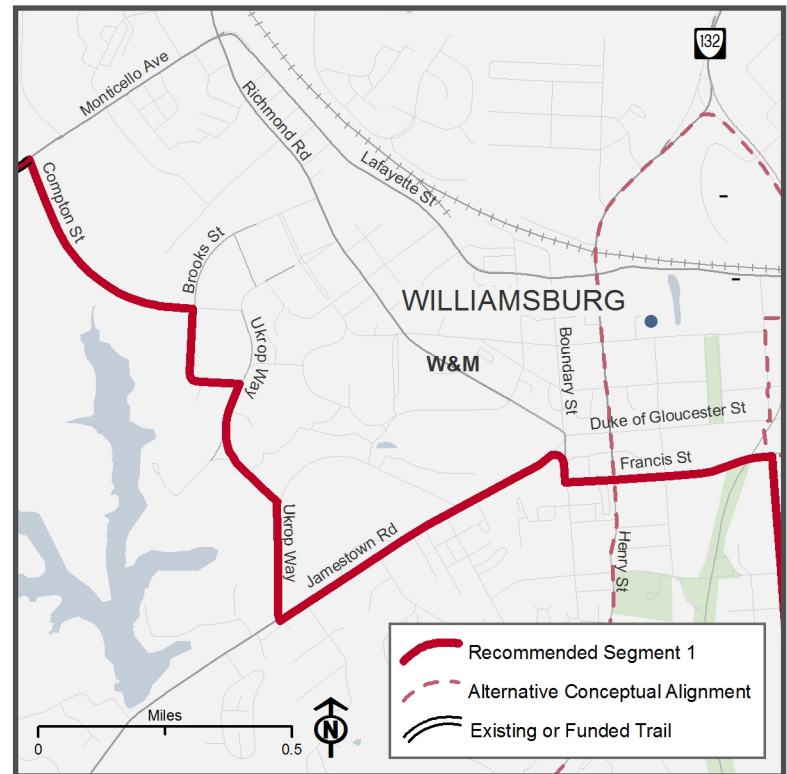 132
Monticello Ave
Richmond Rd
Lafayette St
Compton St
Brooks St
Ukrop Way
WILLIAMSBURG
W&M
Boundary St
Duke of Gloucester St
Francis St
Ukrop Way
Jamestown Rd
Henry St
Recommended Segment 1
Alternative Conceptual Alignment
Existing or Funded Trail
Miles
0
0.5
N